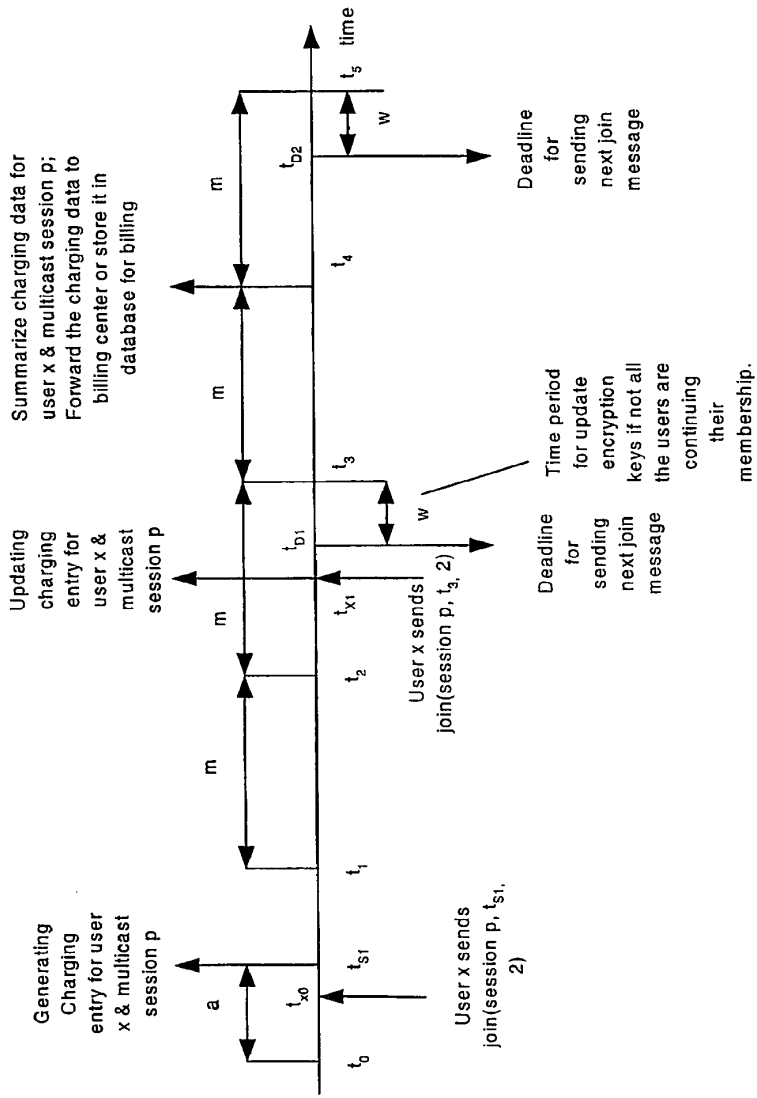 Generating
Charging
entry for user
x & multicast
session p
Updating
charging
entry for
user x &
multicast
session p
Summarize charging data for
user x & multicast session p;
Forward the charging data to
billing center or store it in
database for billing
a
m
m
m
m
t0
tx0
tS1
t1
t2
tX1
tD1
t3
t4
tD2
t5
time
w
w
User x sends
join(session p, tS1,
2)
User x sends
join(session p, t3, 2)
Deadline
for
sending
next join
message
Time period
for update
encryption
keys if not all
the users are
continuing
their
membership.
Deadline
for
sending
next join
message